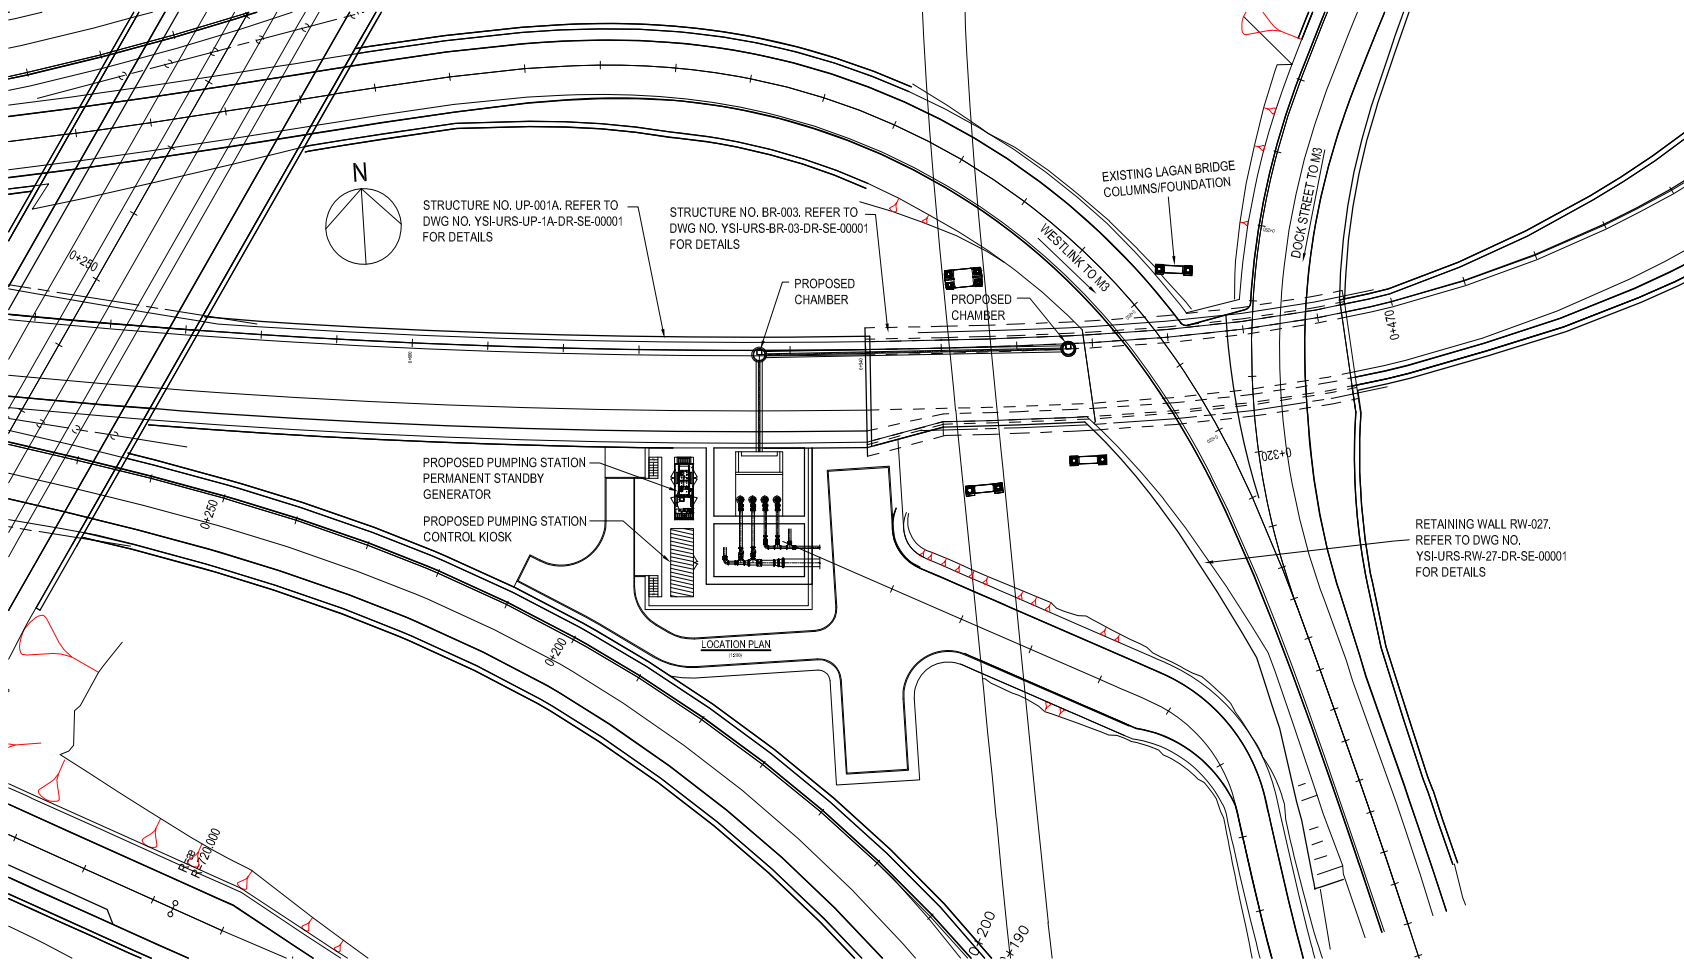 N
STRUCTURE NO. UP-001A. REFER TO
DWG NO. YSI-URS-UP-1A-DR-SE-00001
FOR DETAILS
STRUCTURE NO. BR-003. REFER TO
DWG NO. YSI-URS-BR-03-DR-SE-00001
FOR DETAILS
EXISTING LAGAN BRIDGE
COLUMNS/FOUNDATION
DOCK STREET TO M3
WESTLINK TO M3
0+250
PROPOSED
CHAMBER
PROPOSED
CHAMBER
0+470
0+320
PROPOSED PUMPING STATION
PERMANENT STANDBY
GENERATOR
PROPOSED PUMPING STATION
CONTROL KIOSK
0+250
RETAINING WALL RW-027.
REFER TO DWG NO.
YSI-URS-RW-27-DR-SE-00001
FOR DETAILS
LOCATION PLAN
0+200
R=720.000
0+200